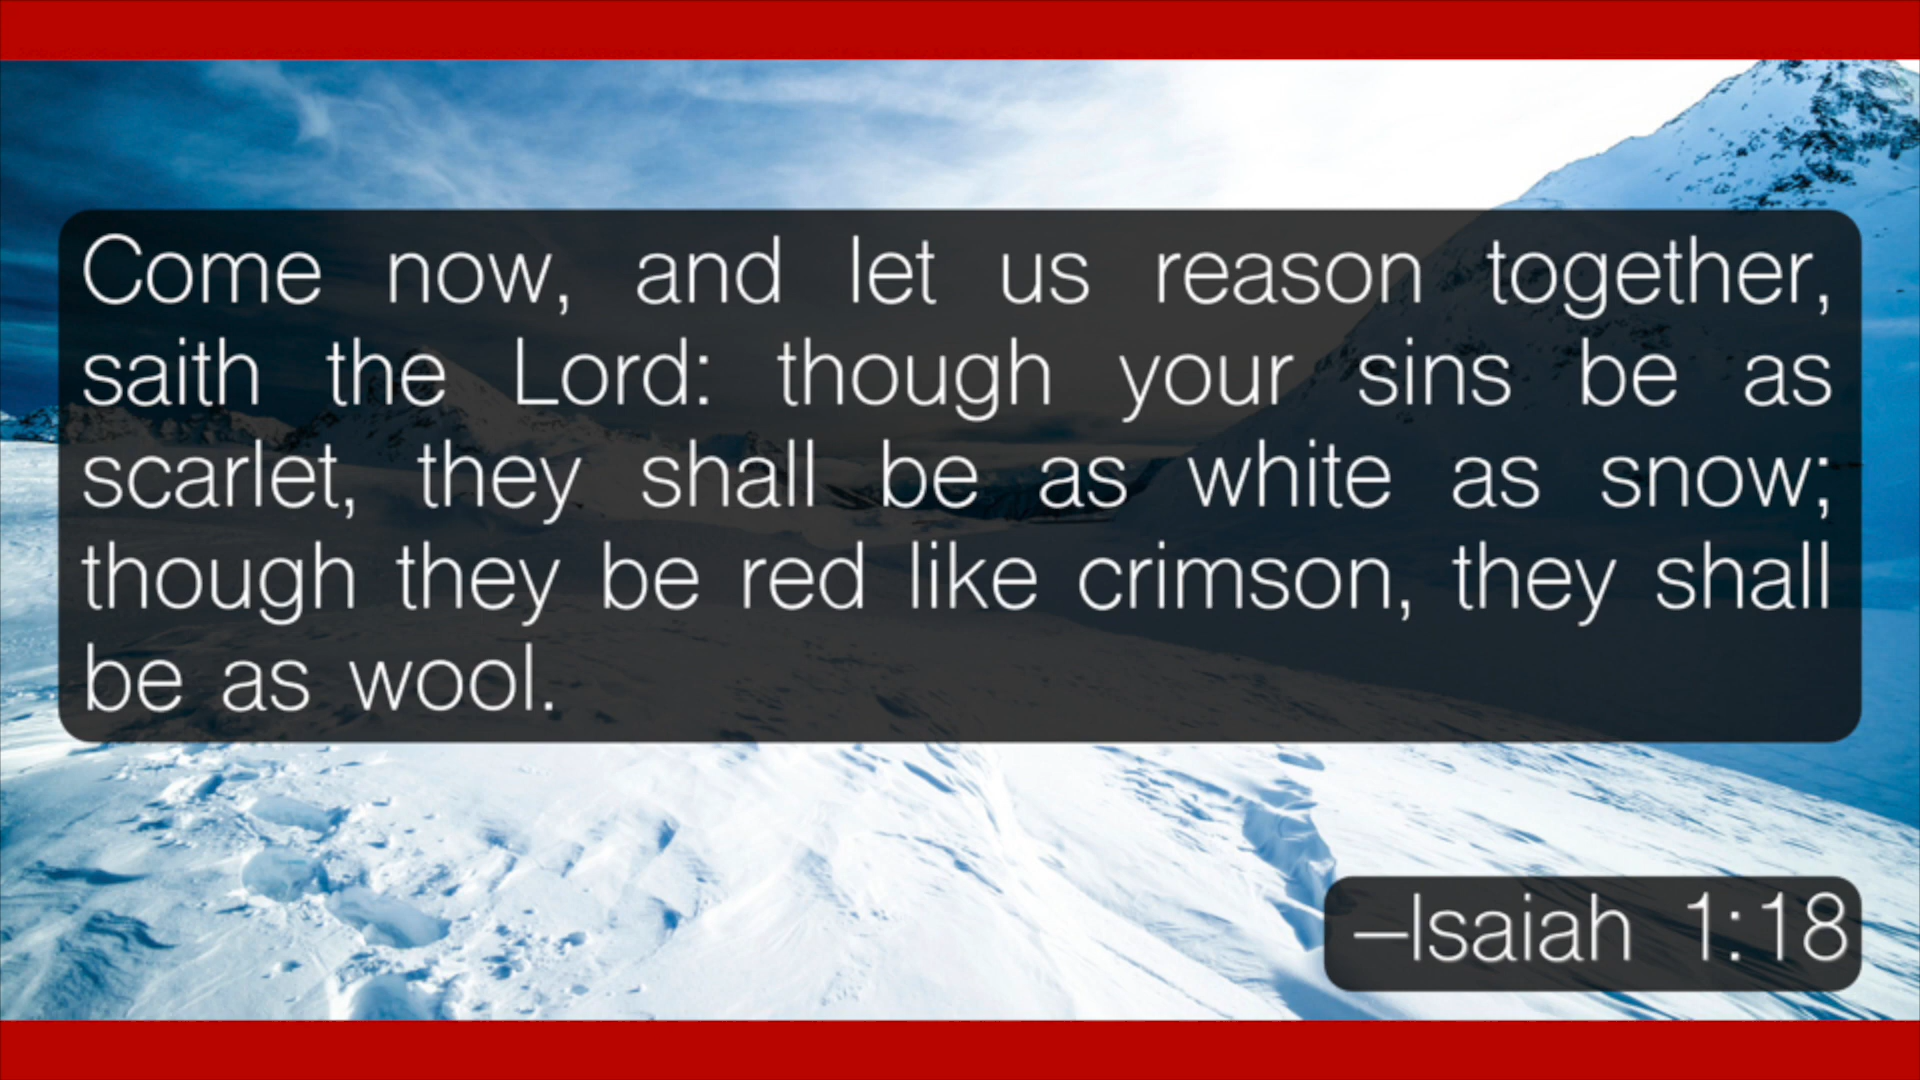 Come now, and let us reason together,
saith the Lord: though your sins be as
scarlet, they shall be as white as snow;
though they be red like crimson, they shall
be as wool.
–Isaiah 1:18